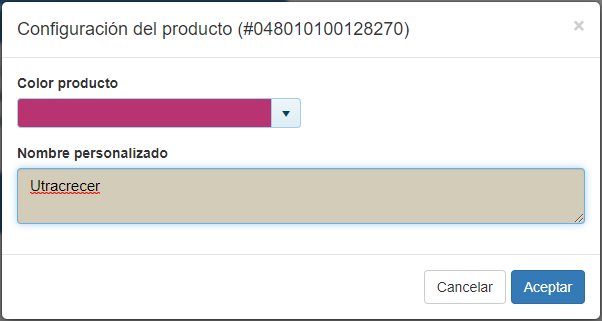 Configuración del producto (#048010100128270)
×
Color producto
Nombre personalizado
Utracrecer
Cancelar Aceptar